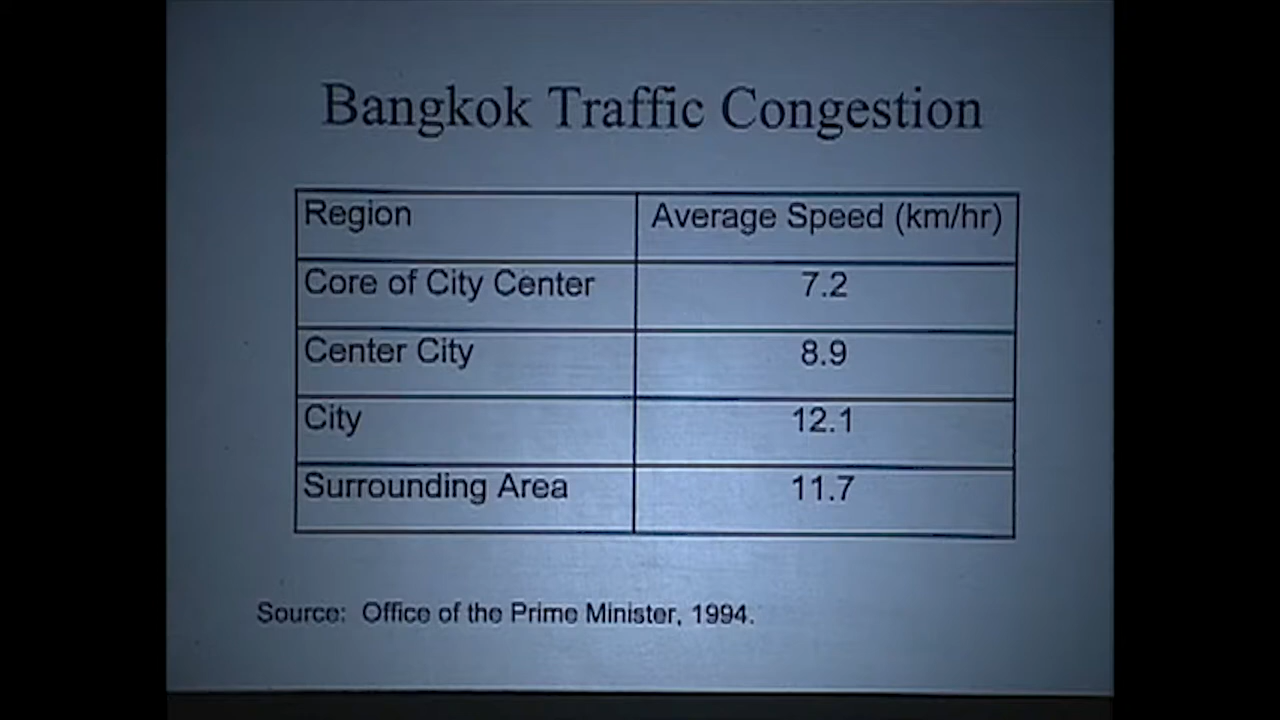 Bangkok Traffic Congestion
Region Average Speed (km/hr)
Core of City Center 7.2
Center City 8.9
City 12.1
Surrounding Area 11.7
Source: Office of the Prime Minister, 1994.